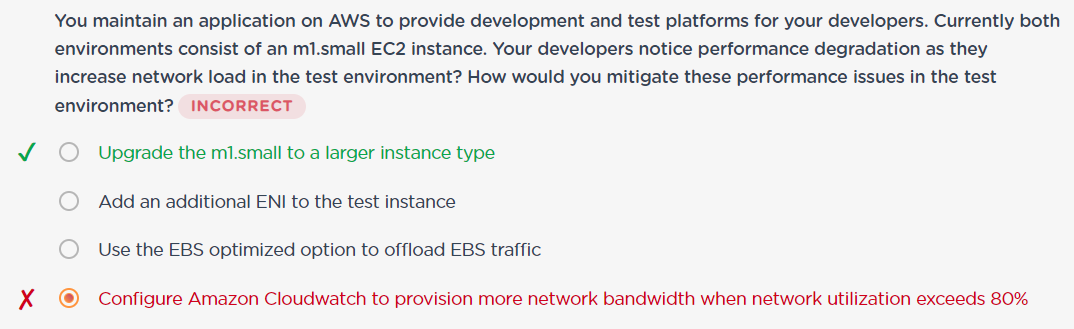 You maintain an application on AWS to provide development and test platforms for your developers. Currently both
environments consist of an m1.small EC2 instance. Your developers notice performance degradation as they
increase network load in the test environment? How would you mitigate these performance issues in the test
environment? INCORRECT
Upgrade the m1.small to a larger instance type
Add an additional ENI to the test instance
Use the EBS optimized option to offload EBS traffic
Configure Amazon Cloudwatch to provision more network bandwidth when network utilization exceeds 80%